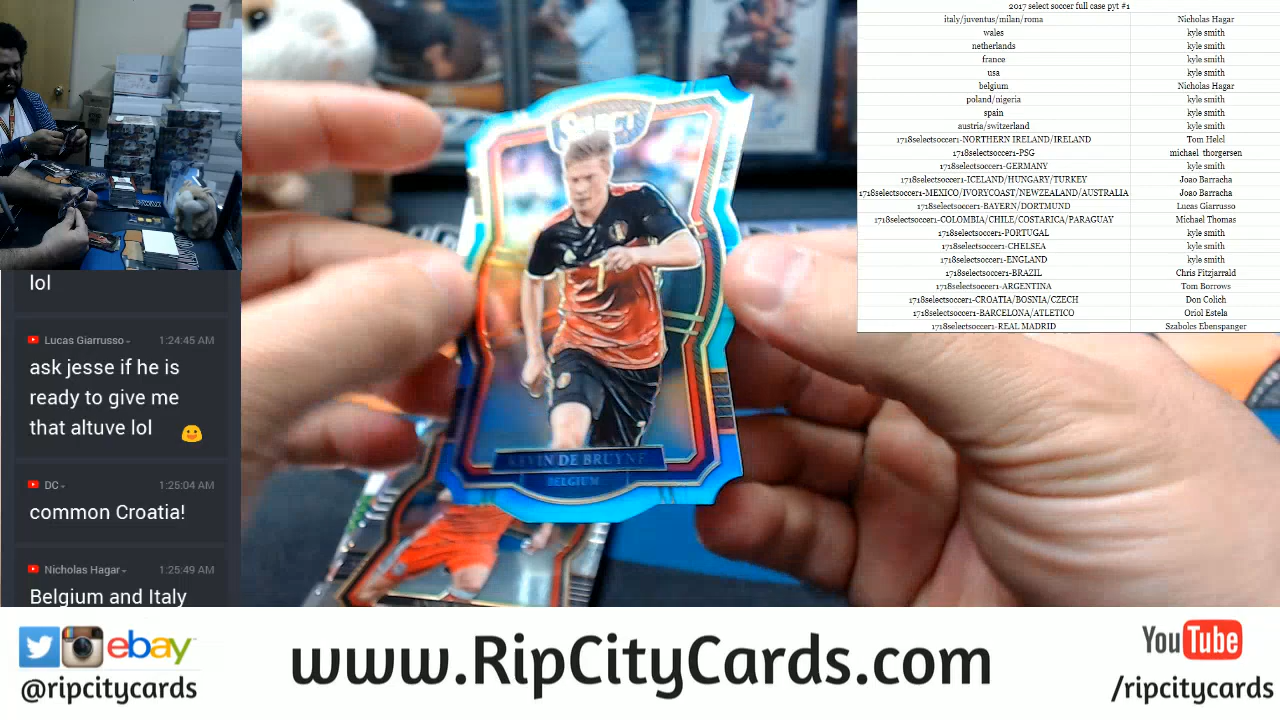 2017 select soccer full case pyt #1
italy/juventus/milan/roma Nicholas Hagar
wales kyle smith
netherlands kyle smith
france kyle smith
usa kyle smith
belgium Nicholas Hagar
poland/nigeria kyle smith
spain kyle smith
austria/switzerland kyle smith
1718selectsoccer1-NORTHERN IRELAND/IRELAND Tom Helel
1718selectsoccer1-PSG michael thorgersen
1718selectsoccer1-GERMANY kyle smith
1718selectsoccer1-ICELAND/HUNGARY/TURKEY Joao Barracha
1718selectsoccer1-MEXICO/IVORYCOAST/NEWZEALAND/AUSTRALIA Joao Barracha
1718selectsoccer1-BAYERN/DORTMUND Lucas Giarrusso
1718selectsoccer1-COLOMBIA/CHILE/COSTARICA/PARAGUAY Michael Thomas
1718selectsoccer1-PORTUGAL kyle smith
1718selectsoccer1-CHELSEA kyle smith
1718selectsoccer1-ENGLAND kyle smith
1718selectsoccer1-BRAZIL Chris Fitzjarrald
1718selectsoccer1-ARGENTINA Tom Borrows
1718selectsoccer1-CROATIA/BOSNIA/CZECH Don Colich
1718selectsoccer1-BARCELONA/ATLETICO Oriol Estela
1718selectsoccer1-REAL MADRID Szabolcs Ebenspanger
SELECT
7
KEVIN DE BRUYNE
BELGIUM
lol
Lucas Giarrusso 1:24:45 AM
ask jesse if he is
ready to give me
that altuve lol
DC 1:25:04 AM
common Croatia!
Nicholas Hagar 1:25:49 AM
Belgium and Italy
ebay
@ripcitycards
www.RipCityCards.com
YouTube
/ripcitycards